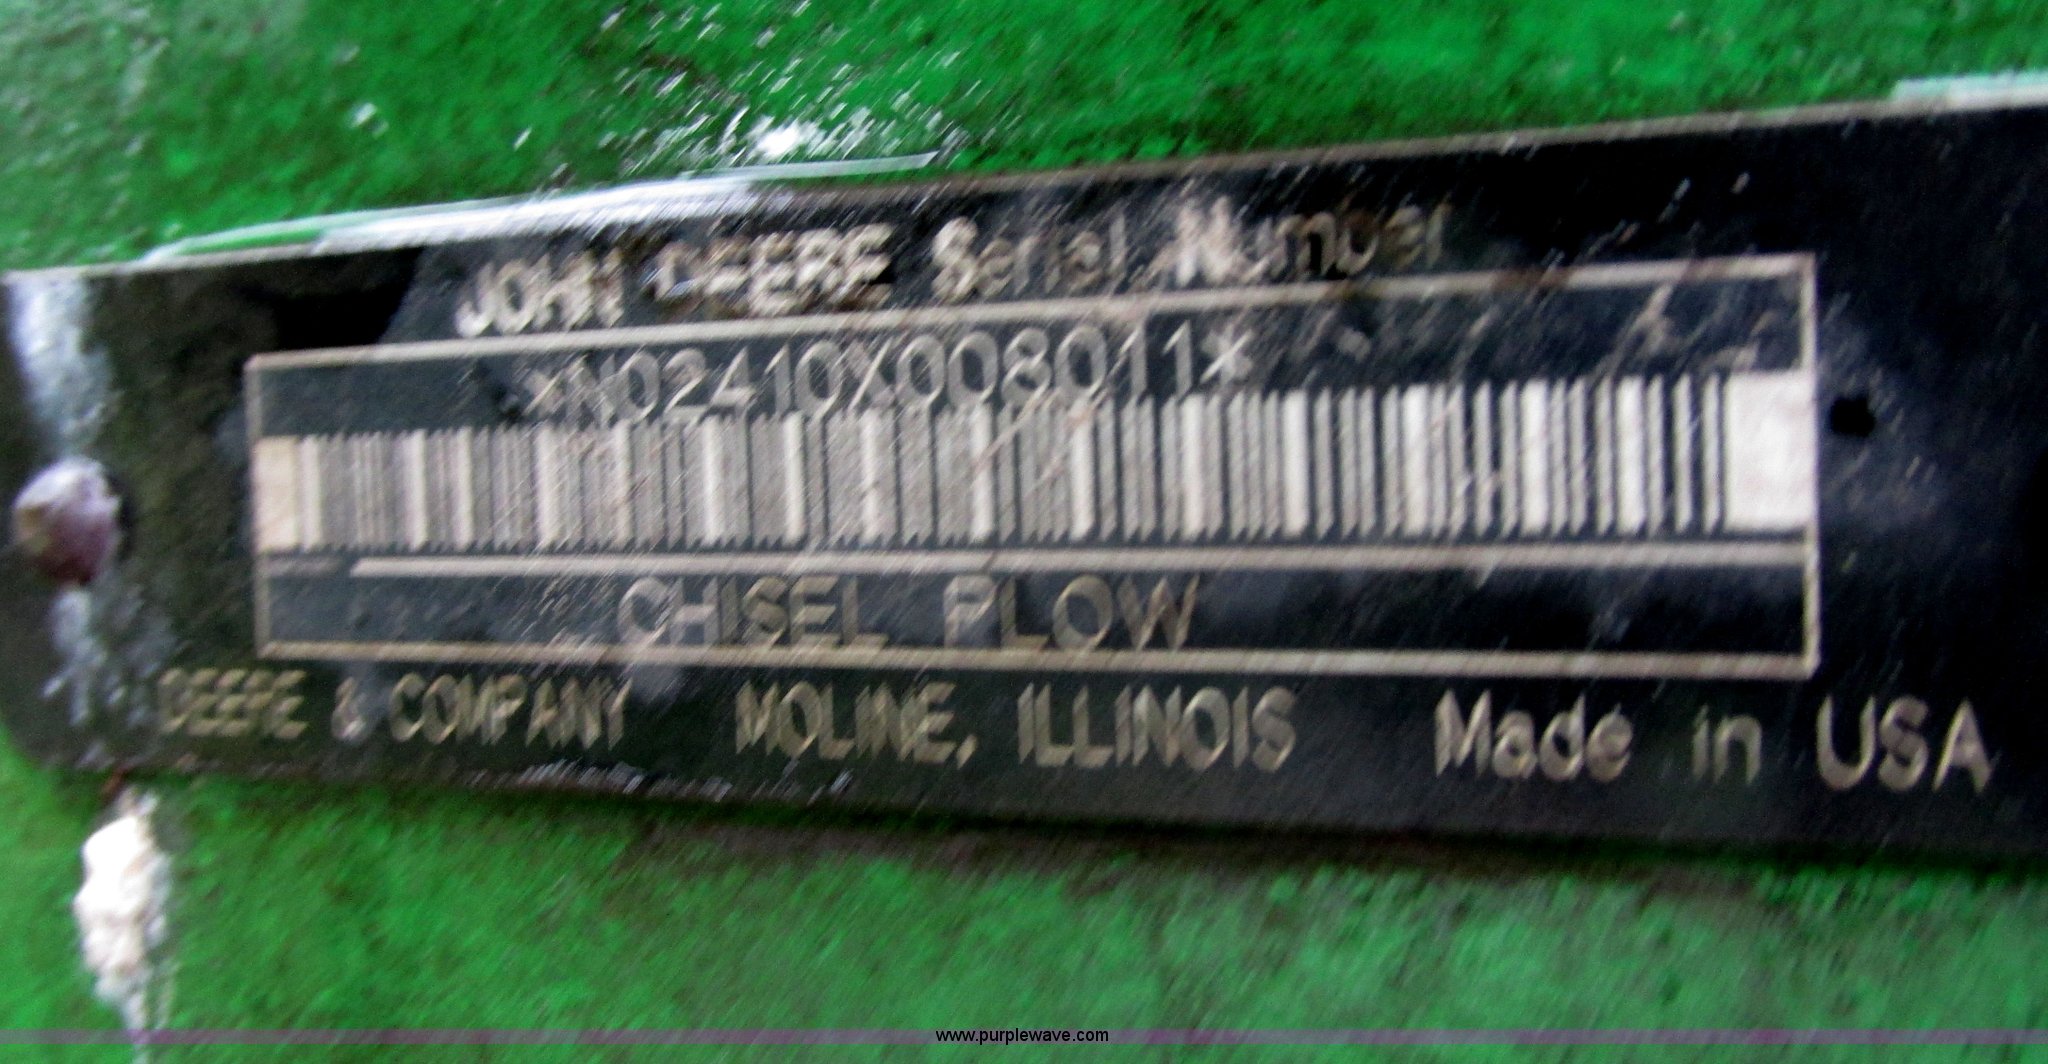 JOHN DEERE Serial Number
*N02410X008011*
CHISEL PLOW
DEERE & COMPANY MOLINE, ILLINOIS Made in USA
www.purplewave.com